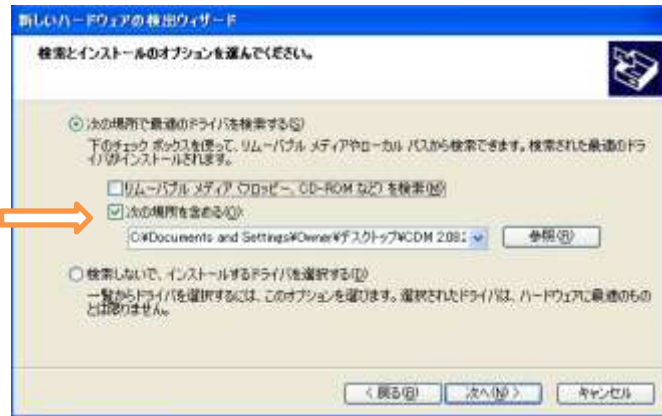 新しいハードウェアの検出ウィザード
検索とインストールのオプションを選んでください。
次の場所で最適のドライバを検索する(S)
下のチェック ボックスを使って、リムーバブル メディアやローカル パスから検索できます。検索された最適のドラ
イバがインストールされます。
リムーバブル メディア (フロッピー、CD-ROM など) を検索(M)
次の場所を含める(O):
C:¥Documents and Settings¥Owner¥デスクトップ¥CDM 2.08.
参照(R)
検索しないで、インストールするドライバを選択する(D)
一覧からドライバを選択するには、このオプションを選びます。選択されたドライバは、ハードウェアに最適のもの
とは限りません。
< 戻る(B)
次へ(N) >
キャンセル